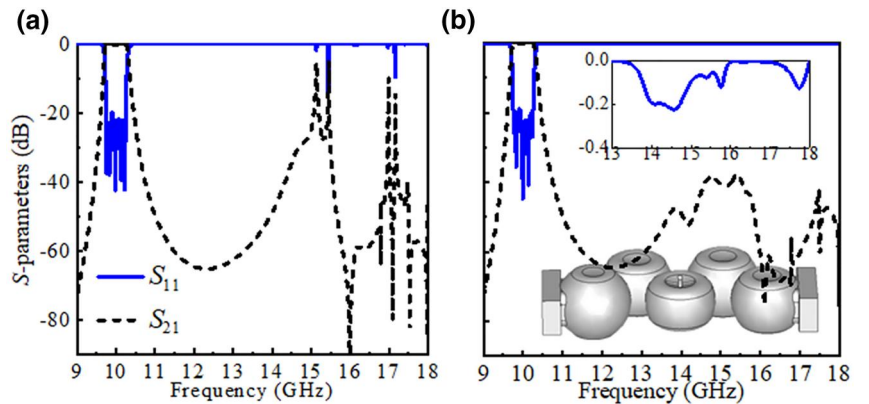 (a)
0
-20
-40
-60
-80
S-parameters (dB)
S11
S21
9 10 11 12 13 14 15 16 17 18
Frequency (GHz)
(b)
0.0
-0.2
-0.4
13 14 15 16 17 18
9 10 11 12 13 14 15 16 17 18
Frequency (GHz)